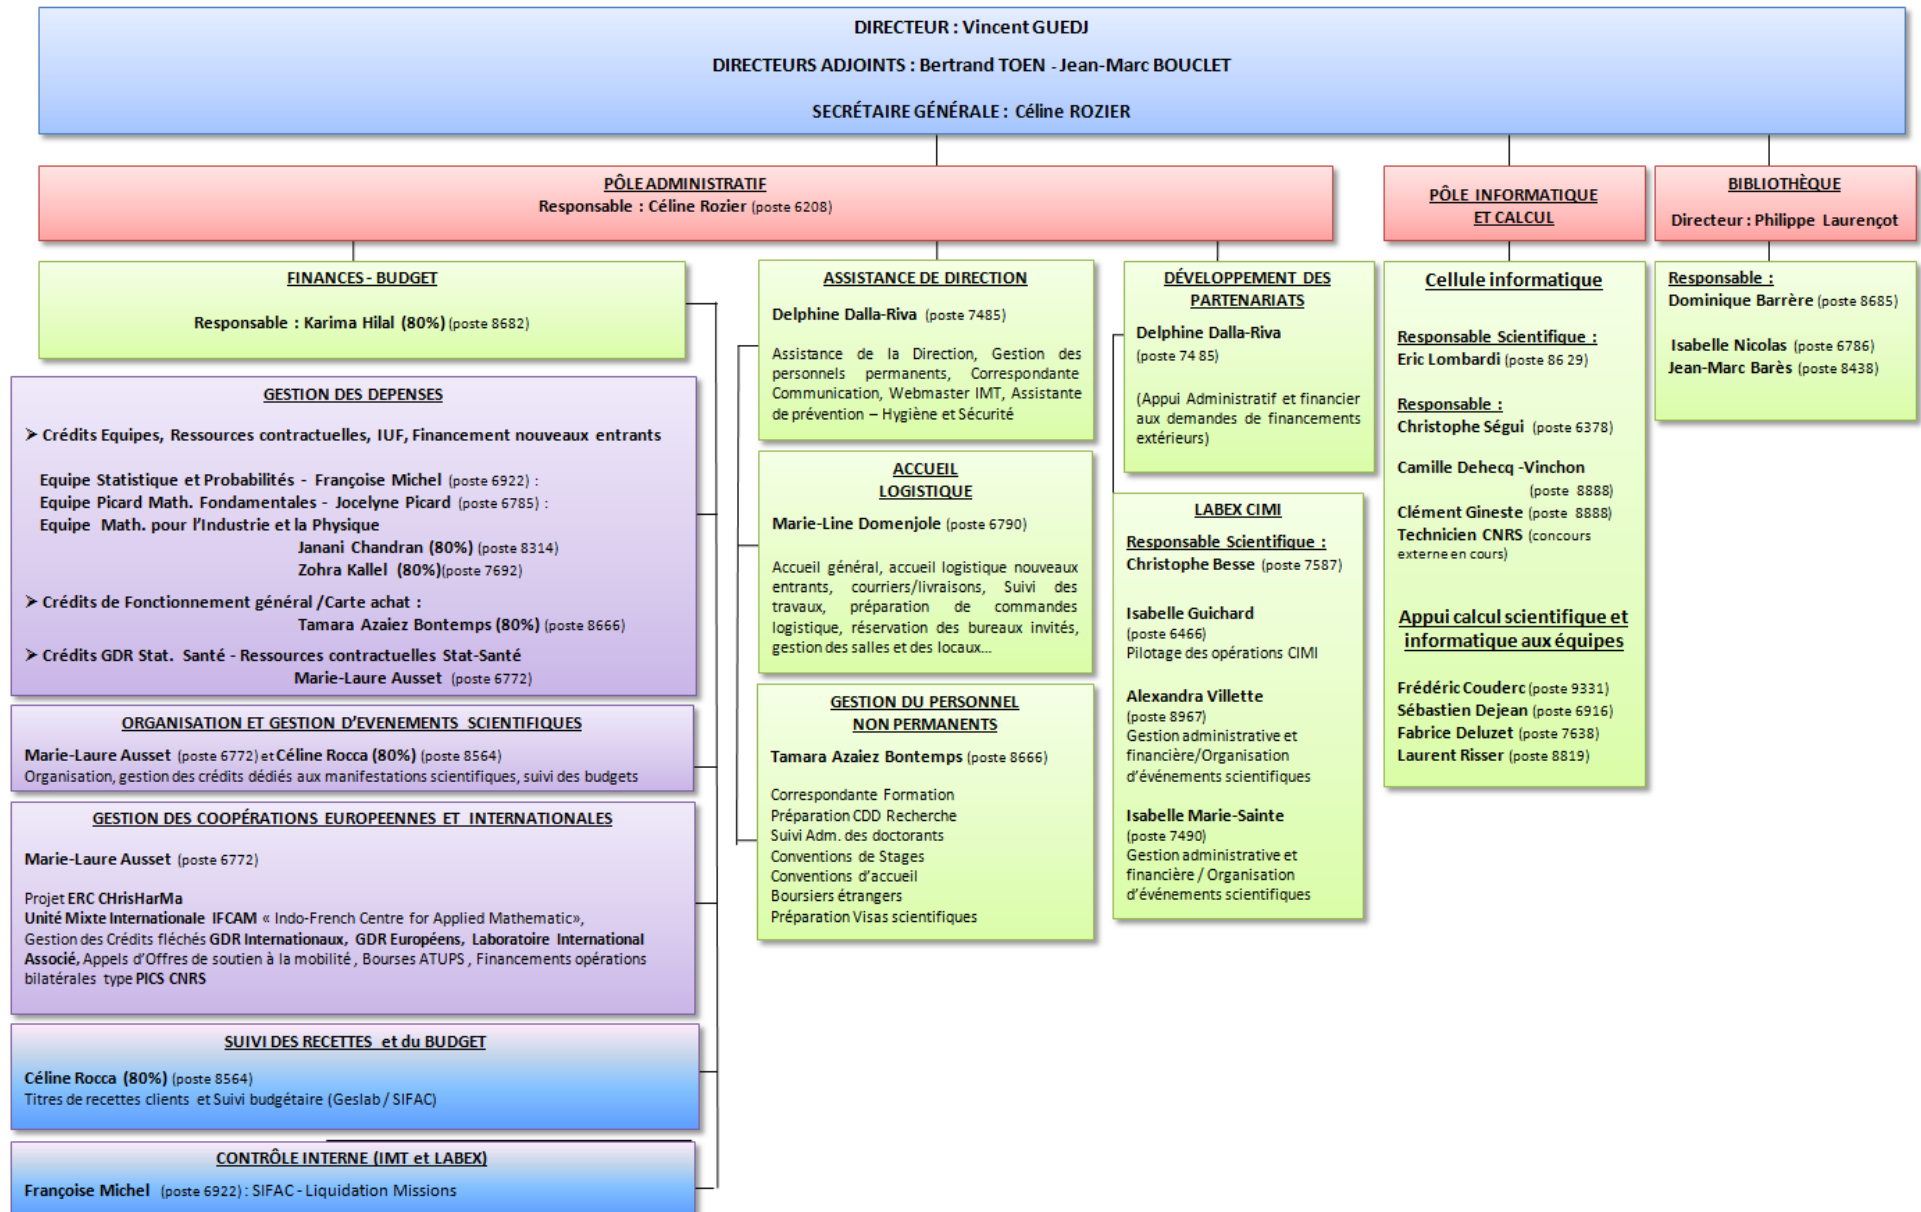 DIRECTEUR : Vincent GUEDJ
DIRECTEURS ADJOINTS : Bertrand TOEN - Jean-Marc BOUCLET
SECRÉTAIRE GÉNÉRALE : Céline ROZIER
PÔLE ADMINISTRATIF
Responsable : Céline Rozier (poste 6208)
PÔLE INFORMATIQUE
ET CALCUL
BIBLIOTHÈQUE
Directeur : Philippe Laurençot
FINANCES - BUDGET
Responsable : Karima Hilal (80%) (poste 8682)
GESTION DES DEPENSES
➤ Crédits Equipes, Ressources contractuelles, IUF, Financement nouveaux entrants
Equipe Statistique et Probabilités - Françoise Michel (poste 6922) :
Equipe Picard Math. Fondamentales - Jocelyne Picard (poste 6785) :
Equipe Math. pour l'Industrie et la Physique
Janani Chandran (80%) (poste 8314)
Zohra Kallel (80%)(poste 7692)
➤ Crédits de Fonctionnement général /Carte achat :
Tamara Azaiez Bontemps (80%) (poste 8666)
➤ Crédits GDR Stat. Santé - Ressources contractuelles Stat-Santé
Marie-Laure Ausset (poste 6772)
ORGANISATION ET GESTION D'EVENEMENTS SCIENTIFIQUES
Marie-Laure Ausset (poste 6772) et Céline Rocca (80%) (poste 8564)
Organisation, gestion des crédits dédiés aux manifestations scientifiques, suivi des budgets
GESTION DES COOPÉRATIONS EUROPEENNES ET INTERNATIONALES
Marie-Laure Ausset (poste 6772)
Projet ERC CHrisHarMa
Unité Mixte Internationale IFCAM « Indo-French Centre for Applied Mathematic»,
Gestion des Crédits fléchés GDR Internationaux, GDR Européens, Laboratoire International
Associé, Appels d'Offres de soutien à la mobilité , Bourses ATUPS , Financements opérations
bilatérales type PICS CNRS
SUIVI DES RECETTES et du BUDGET
Céline Rocca (80%) (poste 8564)
Titres de recettes clients et Suivi budgétaire (Geslab / SIFAC)
CONTRÔLE INTERNE (IMT et LABEX)
Françoise Michel (poste 6922) : SIFAC - Liquidation Missions
ASSISTANCE DE DIRECTION
Delphine Dalla-Riva (poste 7485)
Assistance de la Direction, Gestion des
personnels permanents, Correspondante
Communication, Webmaster IMT, Assistante
de prévention – Hygiène et Sécurité
ACCUEIL
LOGISTIQUE
Marie-Line Domenjole (poste 6790)
Accueil général, accueil logistique nouveaux
entrants, courriers/livraisons, Suivi des
travaux, préparation de commandes
logistique, réservation des bureaux invités,
gestion des salles et des locaux...
GESTION DU PERSONNEL
NON PERMANENTS
Tamara Azaiez Bontemps (poste 8666)
Correspondante Formation
Préparation CDD Recherche
Suivi Adm. des doctorants
Conventions de Stages
Conventions d'accueil
Boursiers étrangers
Préparation Visas scientifiques
DÉVELOPPEMENT DES
PARTENARIATS
Delphine Dalla-Riva
(poste 74 85)
(Appui Administratif et financier
aux demandes de financements
extérieurs)
LABEX CIMI
Responsable Scientifique :
Christophe Besse (poste 7587)
Isabelle Guichard
(poste 6466)
Pilotage des opérations CIMI
Alexandra Villette
(poste 8967)
Gestion administrative et
financière/Organisation
d'événements scientifiques
Isabelle Marie-Sainte
(poste 7490)
Gestion administrative et
financière / Organisation
d'événements scientifiques
Cellule informatique
Responsable Scientifique :
Eric Lombardi (poste 86 29)
Responsable :
Christophe Ségui (poste 6378)
Camille Dehecq -Vinchon
(poste 8888)
Clément Gineste (poste 8888)
Technicien CNRS (concours
externe en cours)
Appui calcul scientifique et
informatique aux équipes
Frédéric Couderc (poste 9331)
Sébastien Dejean (poste 6916)
Fabrice Deluzet (poste 7638)
Laurent Risser (poste 8819)
Responsable :
Dominique Barrère (poste 8685)
Isabelle Nicolas (poste 6786)
Jean-Marc Barès (poste 8438)